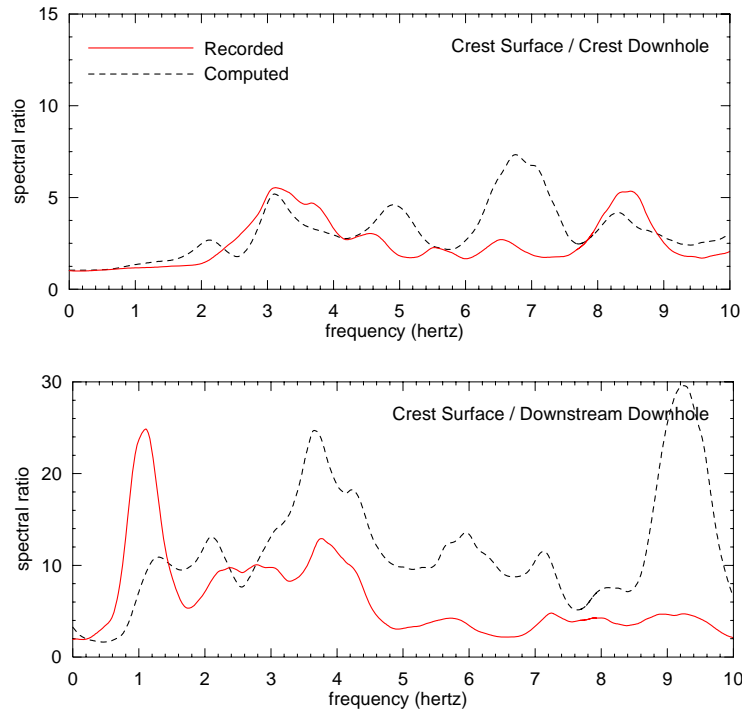 15
Recorded
Crest Surface / Crest Downhole
Computed
10
spectral ratio
5
0
0 1 2 3 4 5 6 7 8 9 10
frequency (hertz)
30
Crest Surface / Downstream Downhole
20
spectral ratio
10
0
0 1 2 3 4 5 6 7 8 9 10
frequency (hertz)